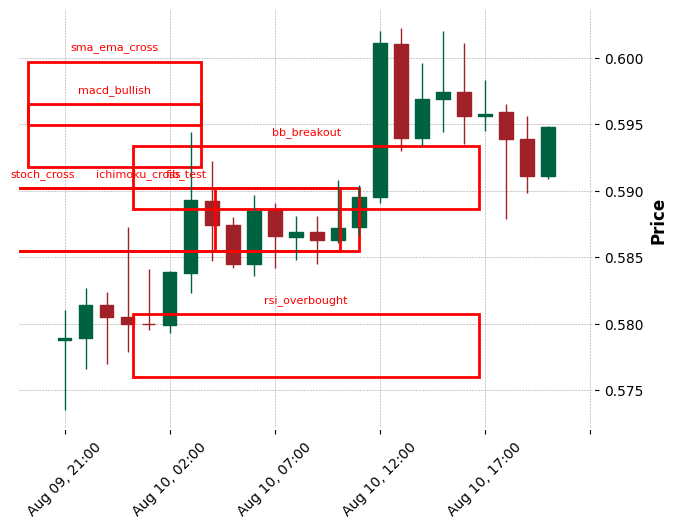 sma_ema_cross
macd_bullish
bb_breakout
stoch_cross
ichimoku_cross
rsi_overbought
0.600
0.595
0.590
0.585
0.580
0.575
Price
Aug 09, 21:00
Aug 10, 02:00
Aug 10, 07:00
Aug 10, 12:00
Aug 10, 17:00